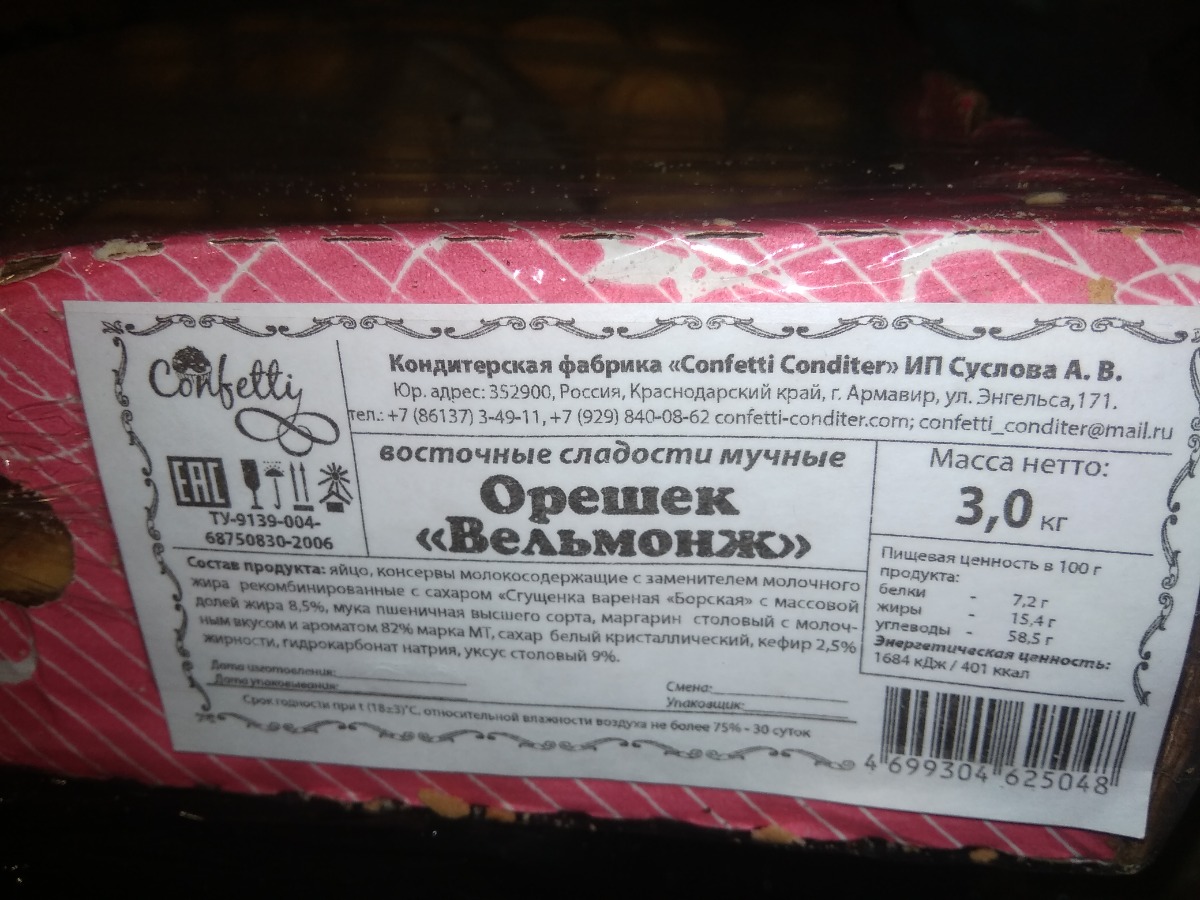 Confetti
Кондитерская фабрика «Confetti Conditer» ИП Суслова А. В.
Юр. адрес: 352900, Россия, Краснодарский край, г. Армавир, ул. Энгельса,171.
тел.: +7 (86137) 3-49-11, +7 (929) 840-08-62 confetti-conditer.com; confetti_conditer@mail.ru
EAC
ТУ-9139-004-
68750830-2006
восточные сладости мучные
Орешек
«Вельмонж»
Масса нетто:
3,0 кг
Пищевая ценность в 100 г
продукта:
белки - 7,2 г
жиры - 15,4 г
углеводы - 58,5 г
Энергетическая ценность:
1684 кДж / 401 ккал
Состав продукта: яйцо, консервы молокосодержащие с заменителем молочного
жира рекомбинированные с сахаром «Сгущенка вареная «Борская» с массовой
долей жира 8,5%, мука пшеничная высшего сорта, маргарин столовый с молоч-
ным вкусом и ароматом 82% марка МТ, сахар белый кристаллический, кефир 2,5%
жирности, гидрокарбонат натрия, уксус столовый 9%.
Дата изготовления:
Дата упаковывания:
Смена:
Упаковщик:
Срок годности при t (18±3)°С, относительной влажности воздуха не более 75% - 30 суток
4 699304 625048